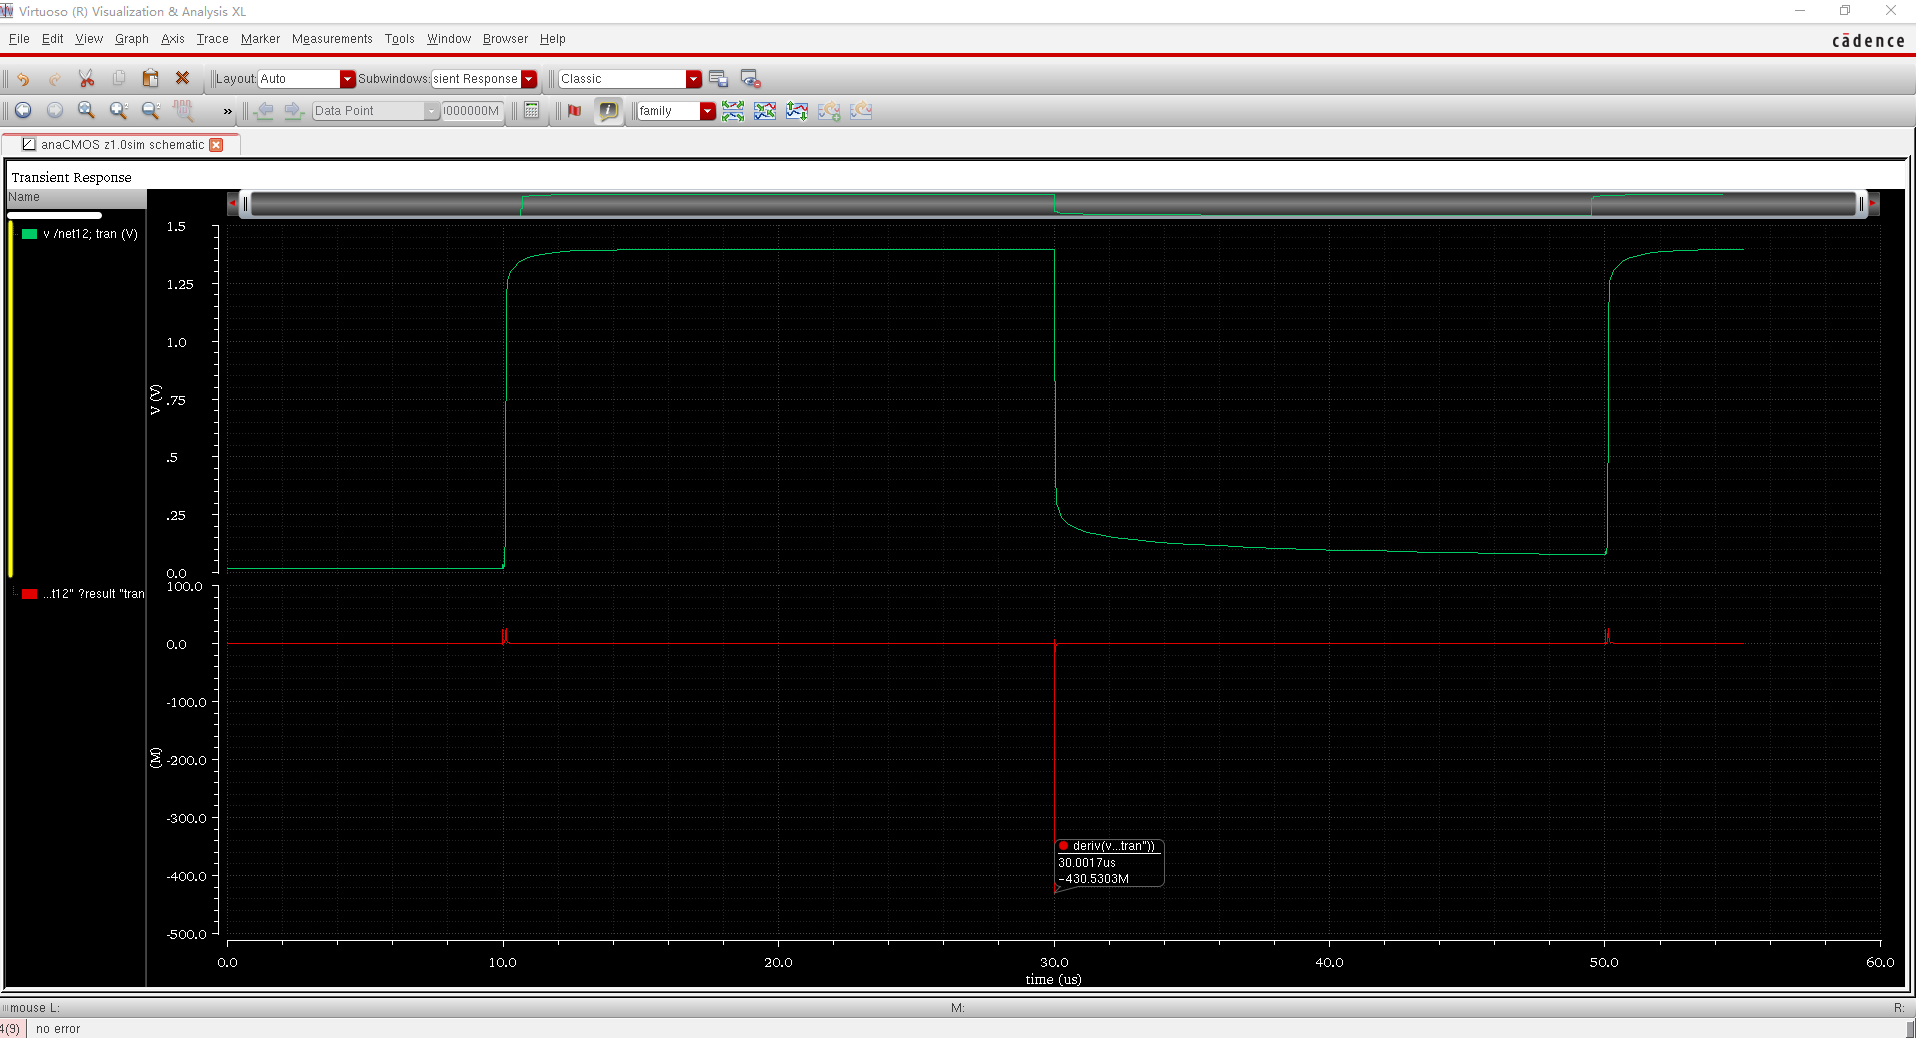 Virtuoso (R) Visualization & Analysis XL
File Edit View Graph Axis Trace Marker Measurements Tools Window Browser Help
cādence
Layout: Auto Subwindows: sient Response Classic
» Data Point 000000M family
anaCMOS z1.0sim schematic
Transient Response
Name
v /net12; tran (V)
1.5
1.25
1.0
.75
.5
.25
0.0
V (V)
...t12" ?result "tran
100.0
0.0
-100.0
-200.0
-300.0
-400.0
-500.0
(M)
deriv(v...tran"))
30.0017us
-430.5303M
0.0 10.0 20.0 30.0 40.0 50.0 60.0
time (us)
mouse L: M: R:
4(9) no error